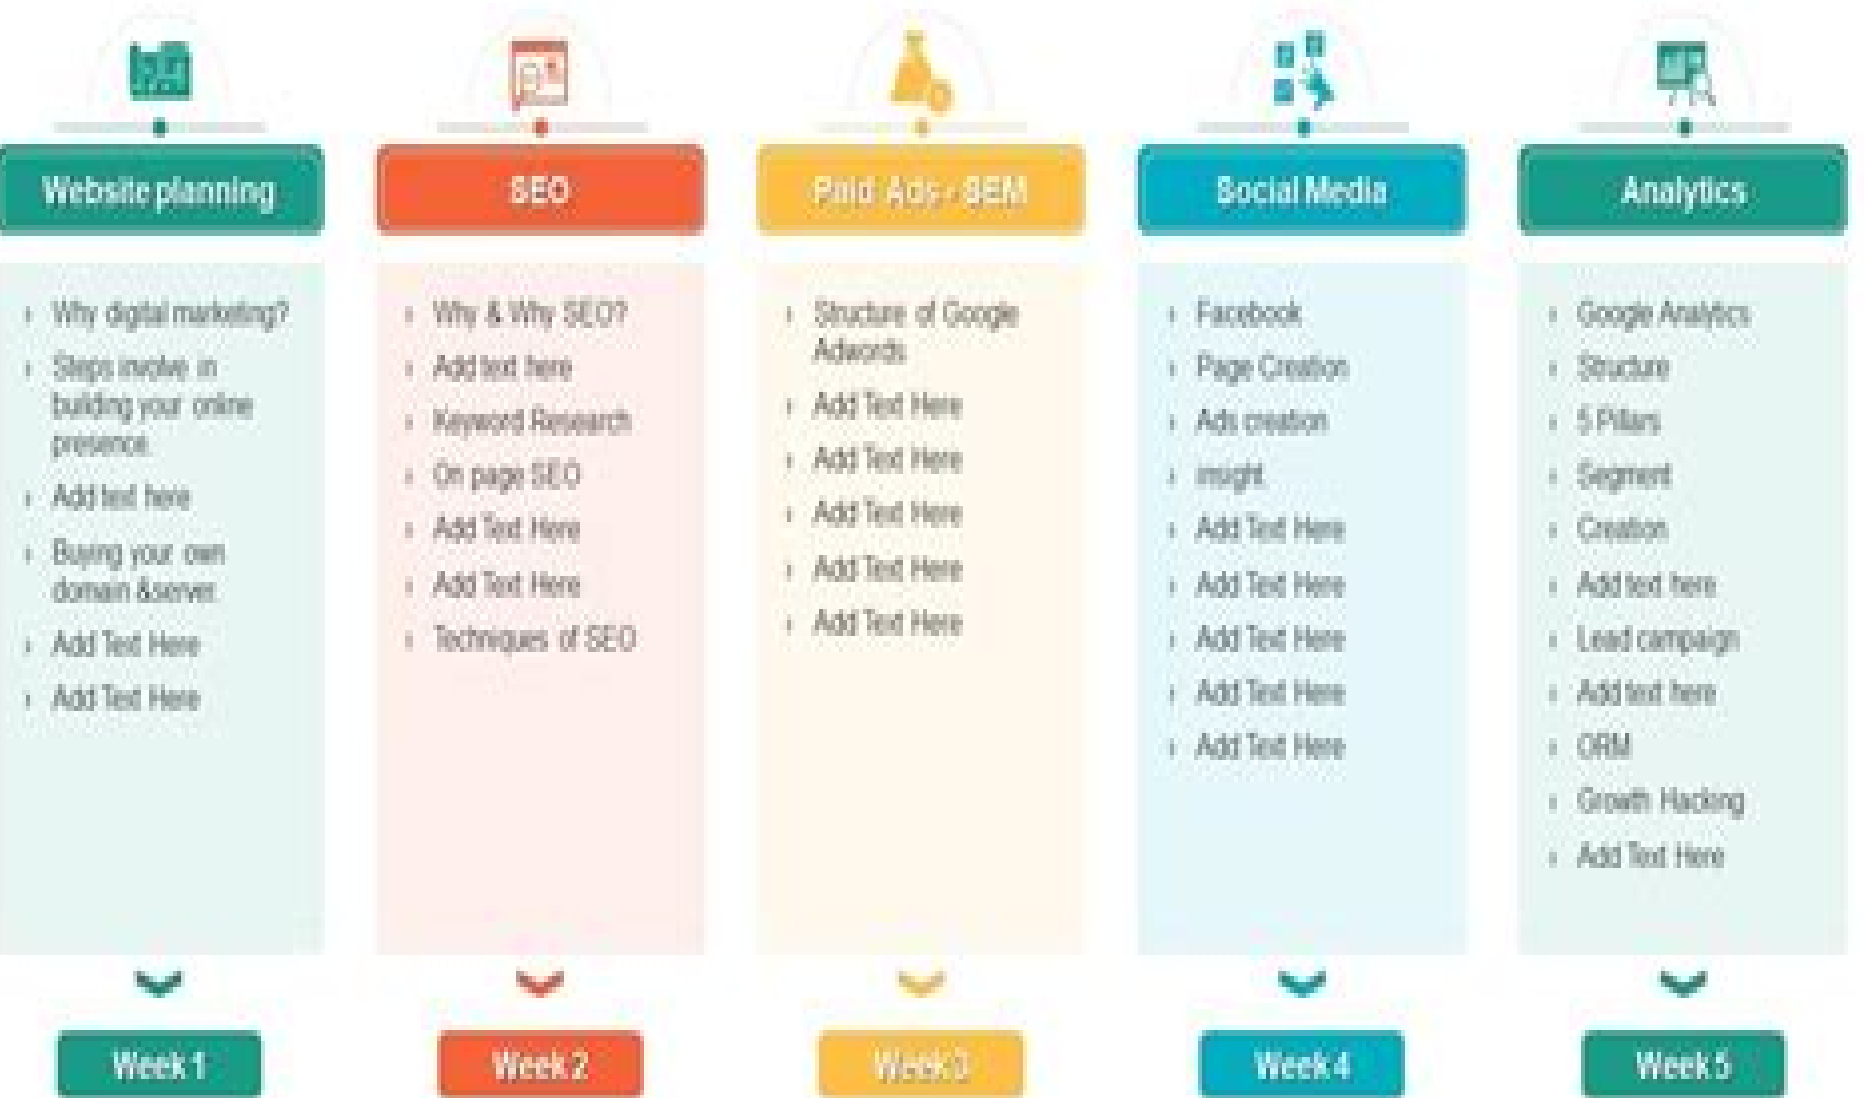 Website planning
Why digital marketing?
Steps involve in
building your online
presence.
Add text here
Buying your own
domain &server.
Add Text Here
Add Text Here
Week 1
SEO
Why & Why SEO?
Add text here
Keyword Research
On page SEO
Add Text Here
Add Text Here
Techniques of SEO
Week 2
Paid Ads - SEM
Structure of Google
Adwords
Add Text Here
Add Text Here
Add Text Here
Add Text Here
Add Text Here
Week 3
Social Media
Facebook
Page Creation
Ads creation
insight
Add Text Here
Add Text Here
Add Text Here
Add Text Here
Add Text Here
Week 4
Analytics
Google Analytics
Structure
5 Pillars
Segment
Creation
Add text here
Lead campaign
Add text here
ORM
Growth Hacking
Add Text Here
Week 5